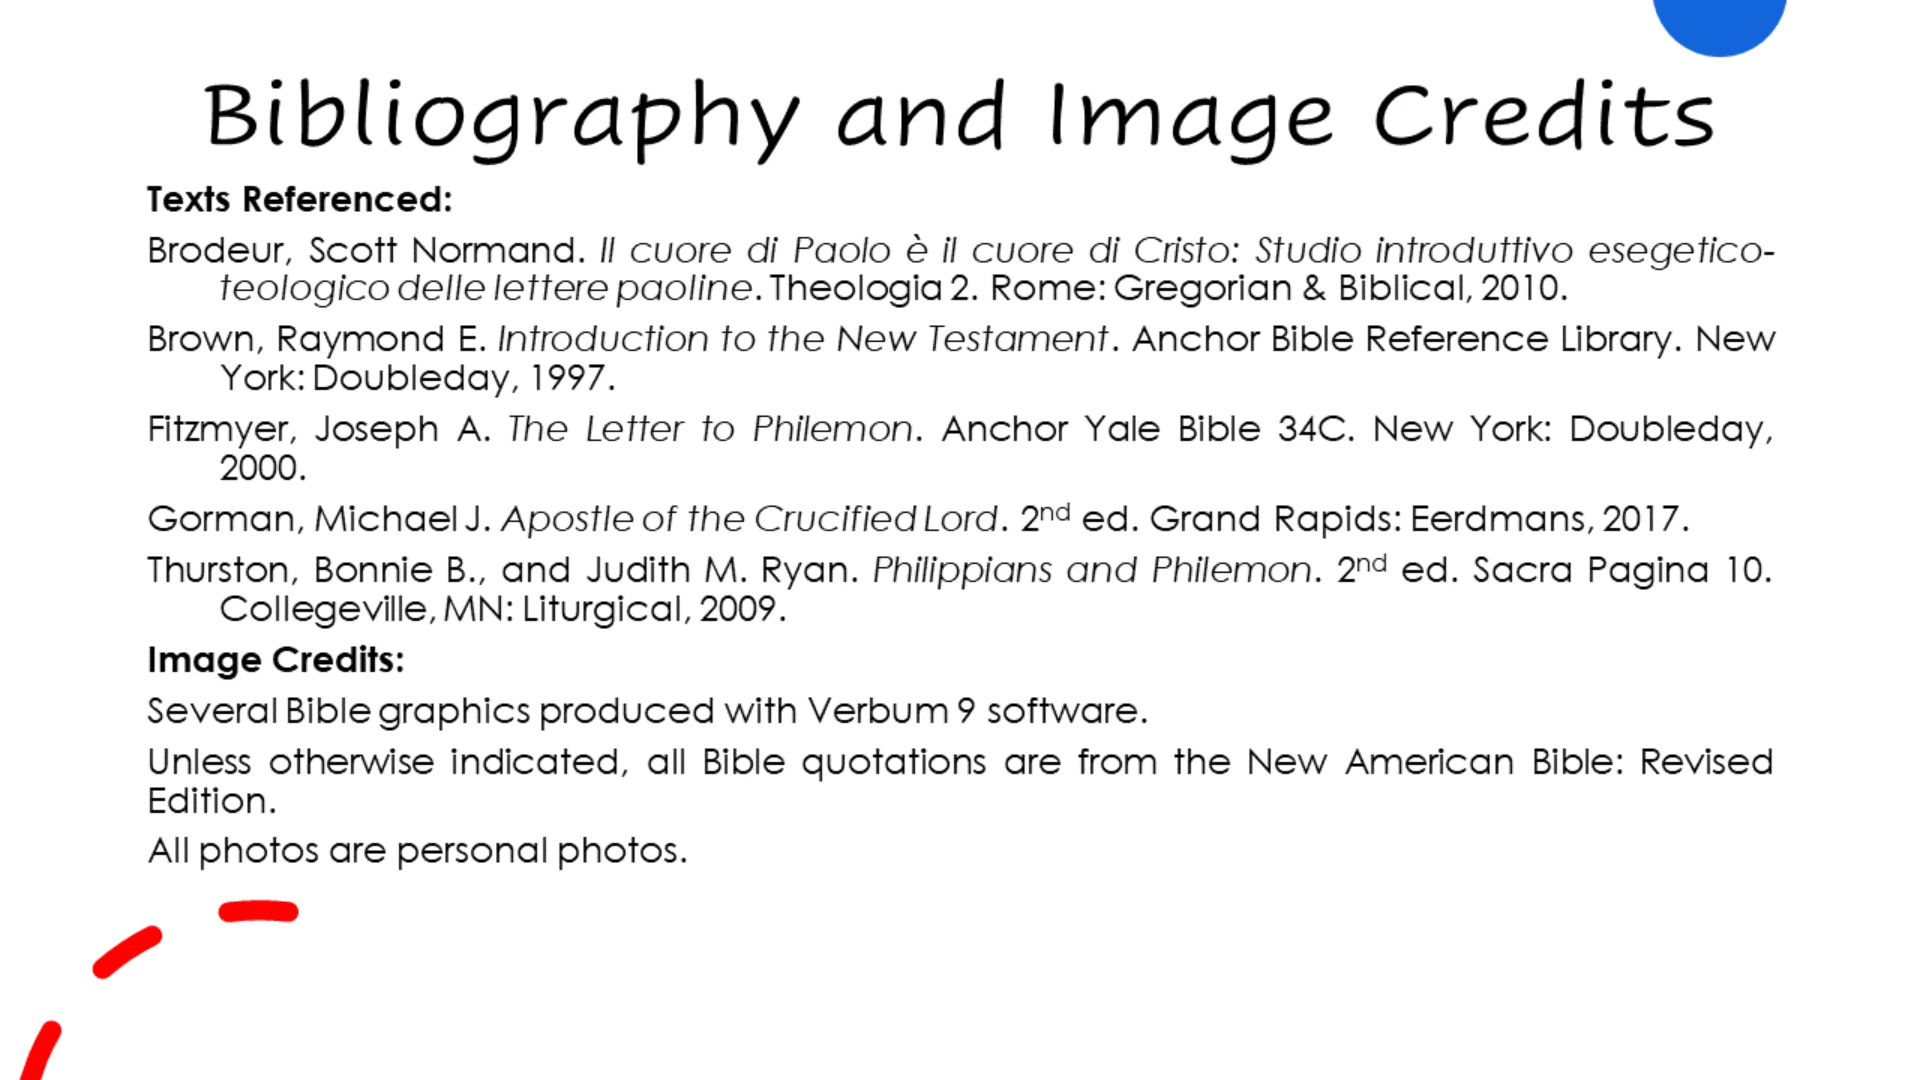 Bibliography and Image Credits
Texts Referenced:
Brodeur, Scott Normand. Il cuore di Paolo è il cuore di Cristo: Studio introduttivo esegetico-
teologico delle lettere paoline. Theologia 2. Rome: Gregorian & Biblical, 2010.
Brown, Raymond E. Introduction to the New Testament. Anchor Bible Reference Library. New
York: Doubleday, 1997.
Fitzmyer, Joseph A. The Letter to Philemon. Anchor Yale Bible 34C. New York: Doubleday,
2000.
Gorman, Michael J. Apostle of the Crucified Lord. 2nd ed. Grand Rapids: Eerdmans, 2017.
Thurston, Bonnie B., and Judith M. Ryan. Philippians and Philemon. 2nd ed. Sacra Pagina 10.
Collegeville, MN: Liturgical, 2009.
Image Credits:
Several Bible graphics produced with Verbum 9 software.
Unless otherwise indicated, all Bible quotations are from the New American Bible: Revised
Edition.
All photos are personal photos.